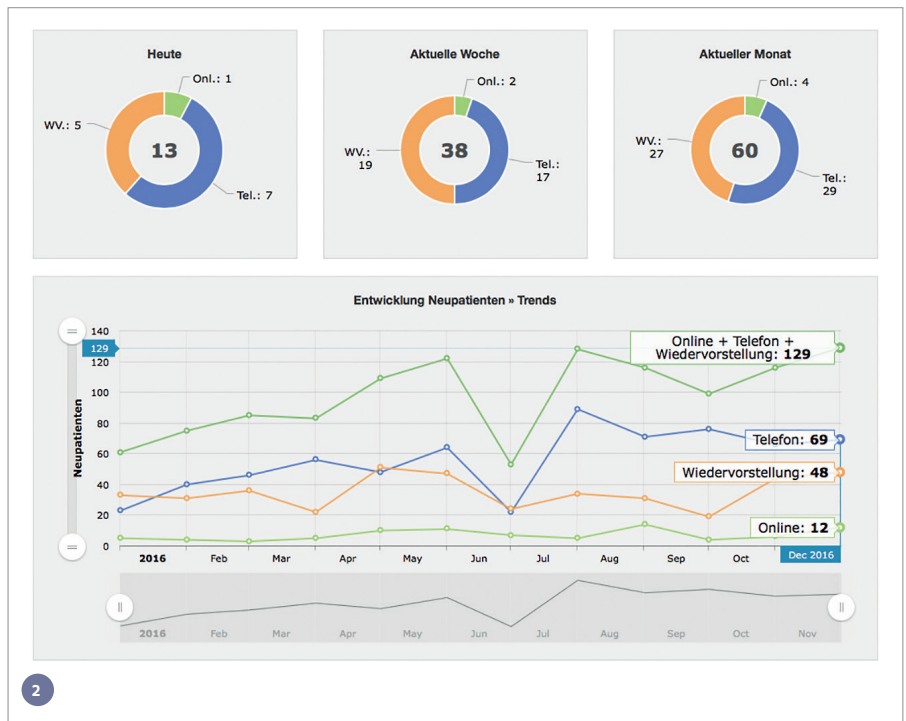 Heute
Onl.: 1
WV.: 5
13
Tel.: 7
Aktuelle Woche
Onl.: 2
WV.:
19
38
Tel.:
17
Aktueller Monat
Onl.: 4
WV.:
27
60
Tel.:
29
Entwicklung Neupatienten » Trends
Neupatienten
140
129
120
100
80
60
40
20
0
Online + Telefon +
Wiedervorstellung: 129
Telefon: 69
Wiedervorstellung: 48
Online: 12
2016 Feb Mar Apr May Jun Jul Aug Sep Oct Dec 2016
2016 Feb Mar Apr May Jun Jul Aug Sep Oct Nov
2